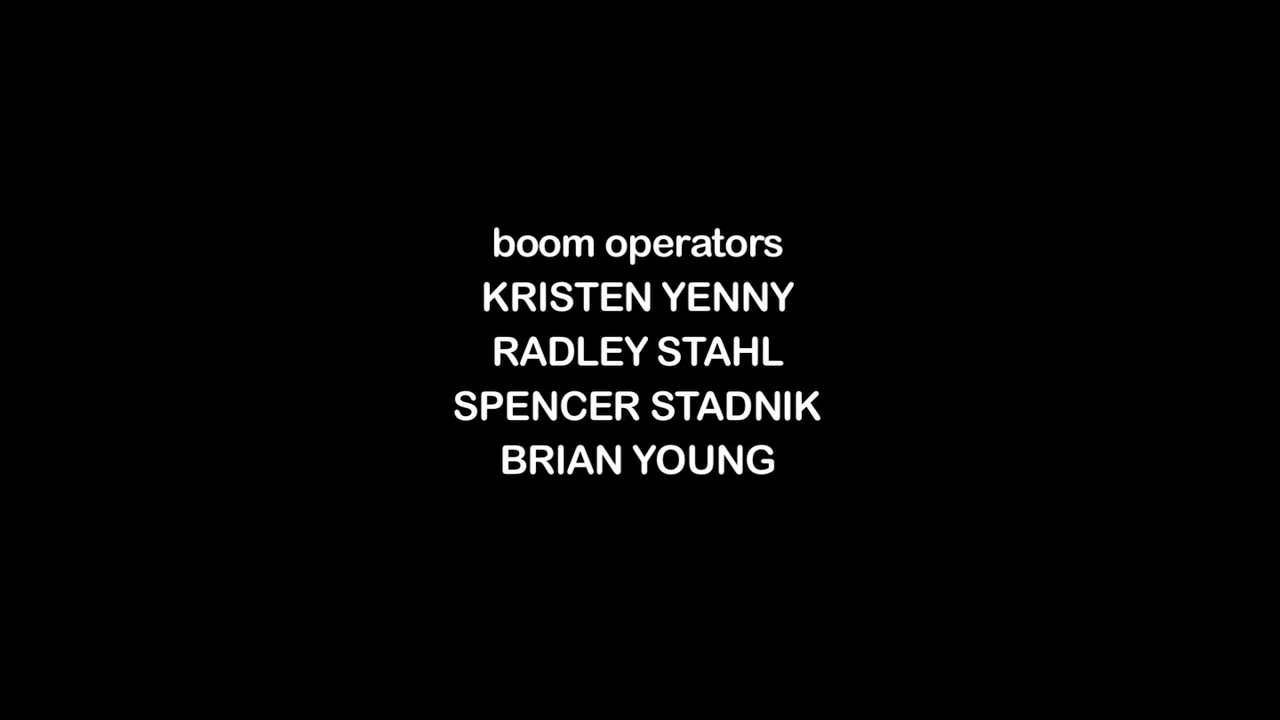 boom operators
KRISTEN YENNY
RADLEY STAHL
SPENCER STADNIK
BRIAN YOUNG